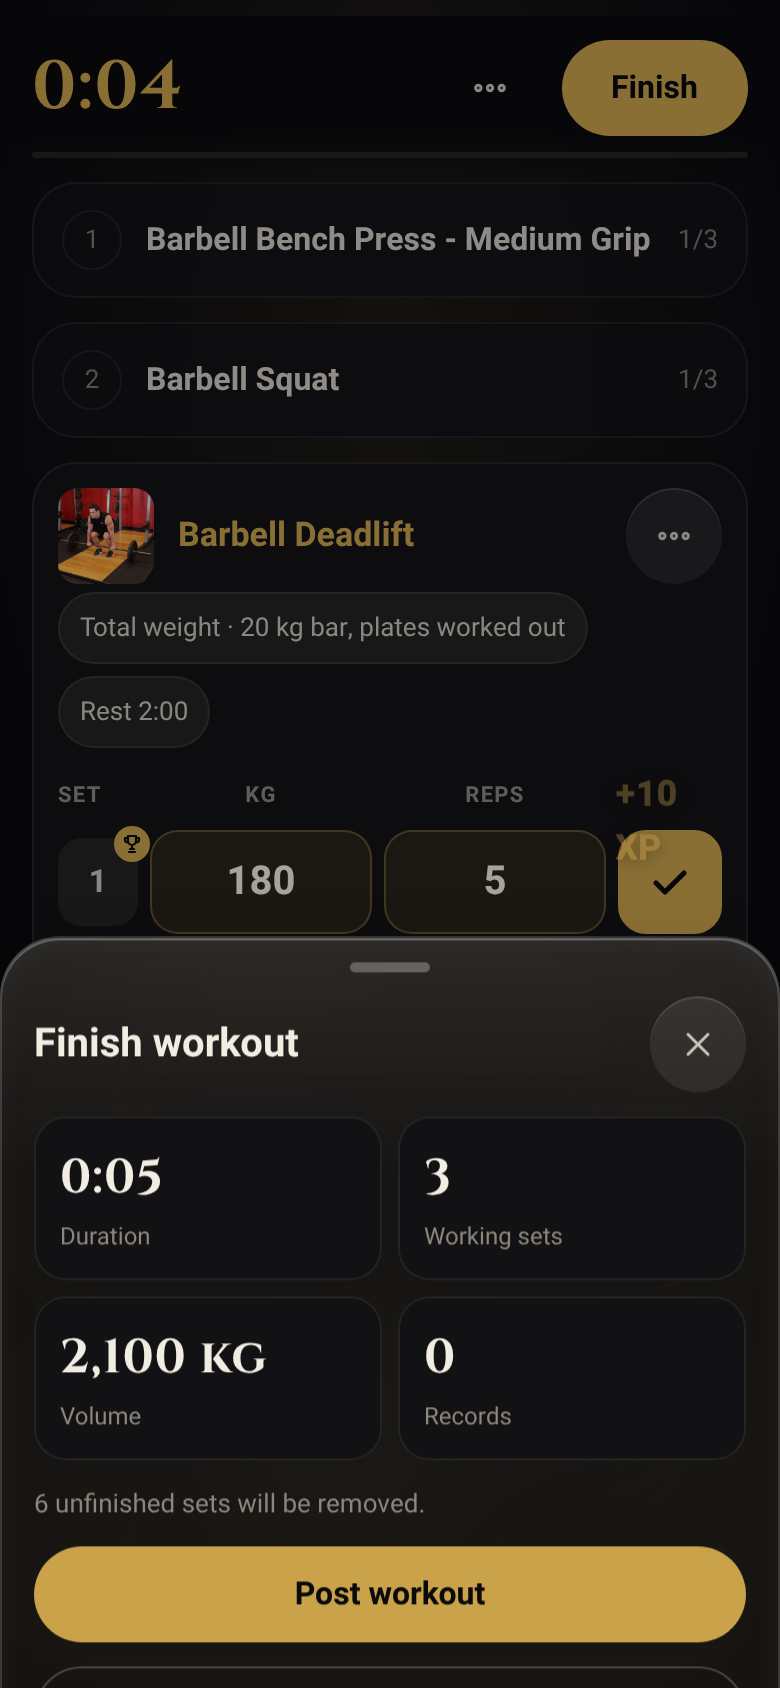 0:04
Finish
1 Barbell Bench Press - Medium Grip 1/3
2 Barbell Squat 1/3
Barbell Deadlift
Total weight · 20 kg bar, plates worked out
Rest 2:00
SET KG REPS +10 XP
1 180 5
Finish workout
0:05
Duration
3
Working sets
2,100 KG
Volume
0
Records
6 unfinished sets will be removed.
Post workout